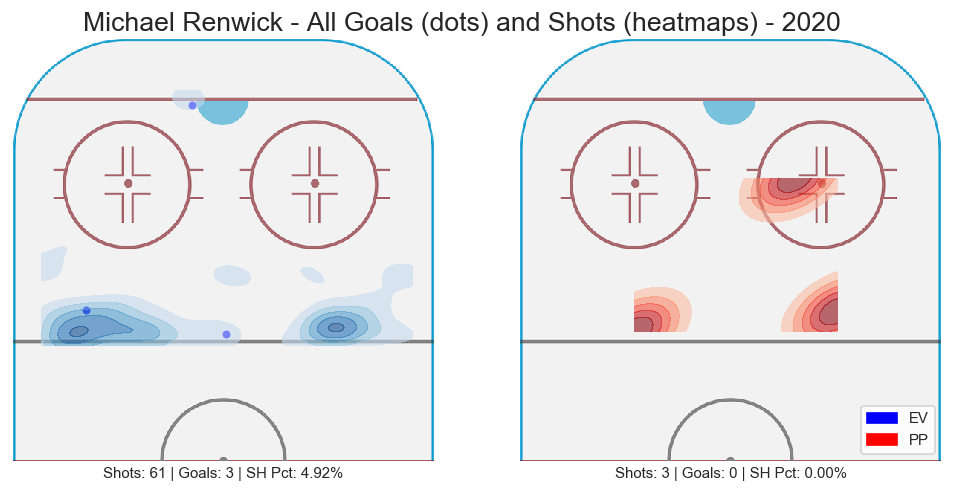 Michael Renwick - All Goals (dots) and Shots (heatmaps) - 2020
EV
PP
Shots: 61 | Goals: 3 | SH Pct: 4.92%
Shots: 3 | Goals: 0 | SH Pct: 0.00%